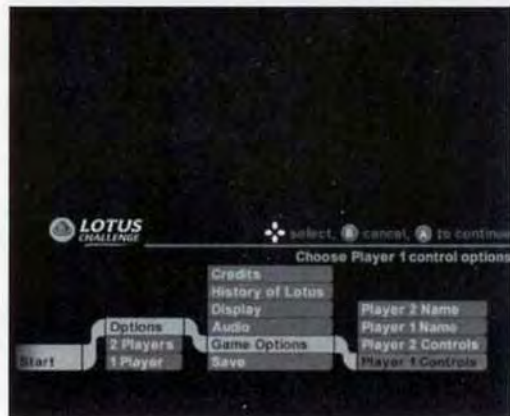 LOTUS
CHALLENGE
select, B cancel, A to continue
Choose Player 1 control options
Credits
History of Lotus
Display
Audio
Game Options
Save
Options
2 Players
1 Player
Start
Player 2 Name
Player 1 Name
Player 2 Controls
Player 1 Controls